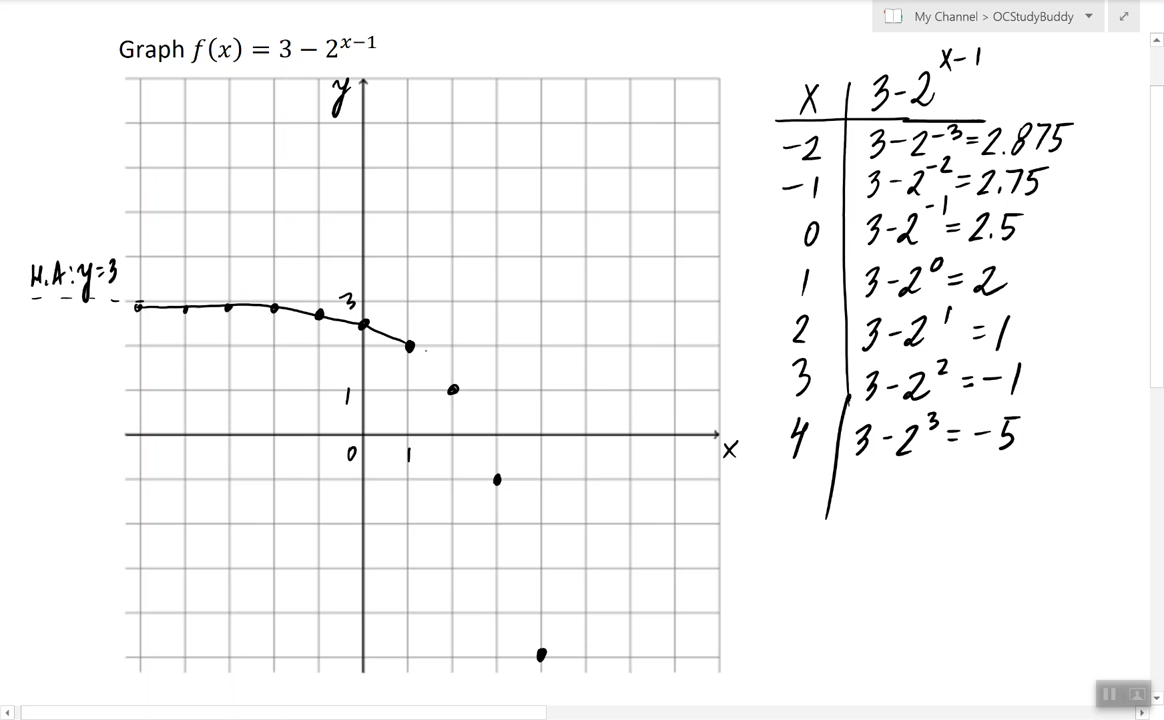 My Channel > OCStudyBuddy
Graph f(x) = 3 − 2^{x−1}
y
H.A: y=3
3
1
0
1
x
x | 3-2^{x-1}
-2 | 3-2^{-3}=2.875
-1 | 3-2^{-2}=2.75
0 | 3-2^{-1}=2.5
1 | 3-2^{0}=2
2 | 3-2^{1}=1
3 | 3-2^{2}=-1
4 | 3-2^{3}=-5